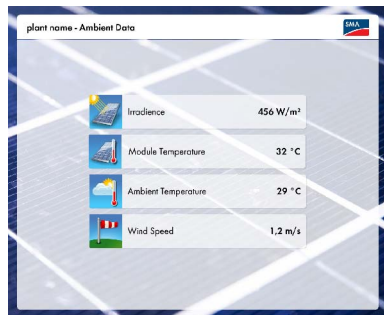 plant name - Ambient Data
SMA
Irradience 456 W/m²
Module Temperature 32 °C
Ambient Temperature 29 °C
Wind Speed 1,2 m/s